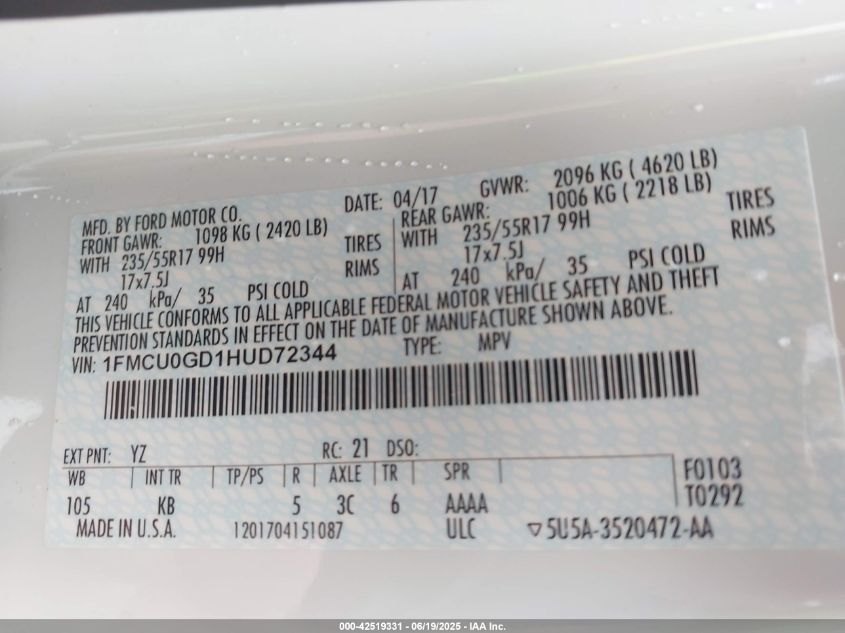 MFD. BY FORD MOTOR CO. DATE: 04/17 GVWR: 2096 KG ( 4620 LB)
FRONT GAWR: 1098 KG ( 2420 LB) REAR GAWR: 1006 KG ( 2218 LB)
WITH 235/55R17 99H TIRES WITH 235/55R17 99H TIRES
17x7.5J RIMS 17x7.5J RIMS
AT 240 kPa/ 35 PSI COLD AT 240 kPa/ 35 PSI COLD
THIS VEHICLE CONFORMS TO ALL APPLICABLE FEDERAL MOTOR VEHICLE SAFETY AND THEFT
PREVENTION STANDARDS IN EFFECT ON THE DATE OF MANUFACTURE SHOWN ABOVE.
VIN: 1FMCU0GD1HUD72344 TYPE: MPV
EXT PNT: YZ RC: 21 DSO:
WB INT TR TP/PS R AXLE TR SPR F0103
105 KB 5 3C 6 AAAA T0292
MADE IN U.S.A. 1201704151087 ULC ▽5U5A-3520472-AA
000-42519331 - 06/19/2025 - IAA Inc.